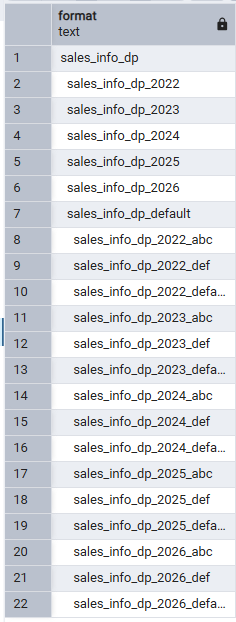 format
text
1 sales_info_dp
2 sales_info_dp_2022
3 sales_info_dp_2023
4 sales_info_dp_2024
5 sales_info_dp_2025
6 sales_info_dp_2026
7 sales_info_dp_default
8 sales_info_dp_2022_abc
9 sales_info_dp_2022_def
10 sales_info_dp_2022_defa...
11 sales_info_dp_2023_abc
12 sales_info_dp_2023_def
13 sales_info_dp_2023_defa...
14 sales_info_dp_2024_abc
15 sales_info_dp_2024_def
16 sales_info_dp_2024_defa...
17 sales_info_dp_2025_abc
18 sales_info_dp_2025_def
19 sales_info_dp_2025_defa...
20 sales_info_dp_2026_abc
21 sales_info_dp_2026_def
22 sales_info_dp_2026_defa...